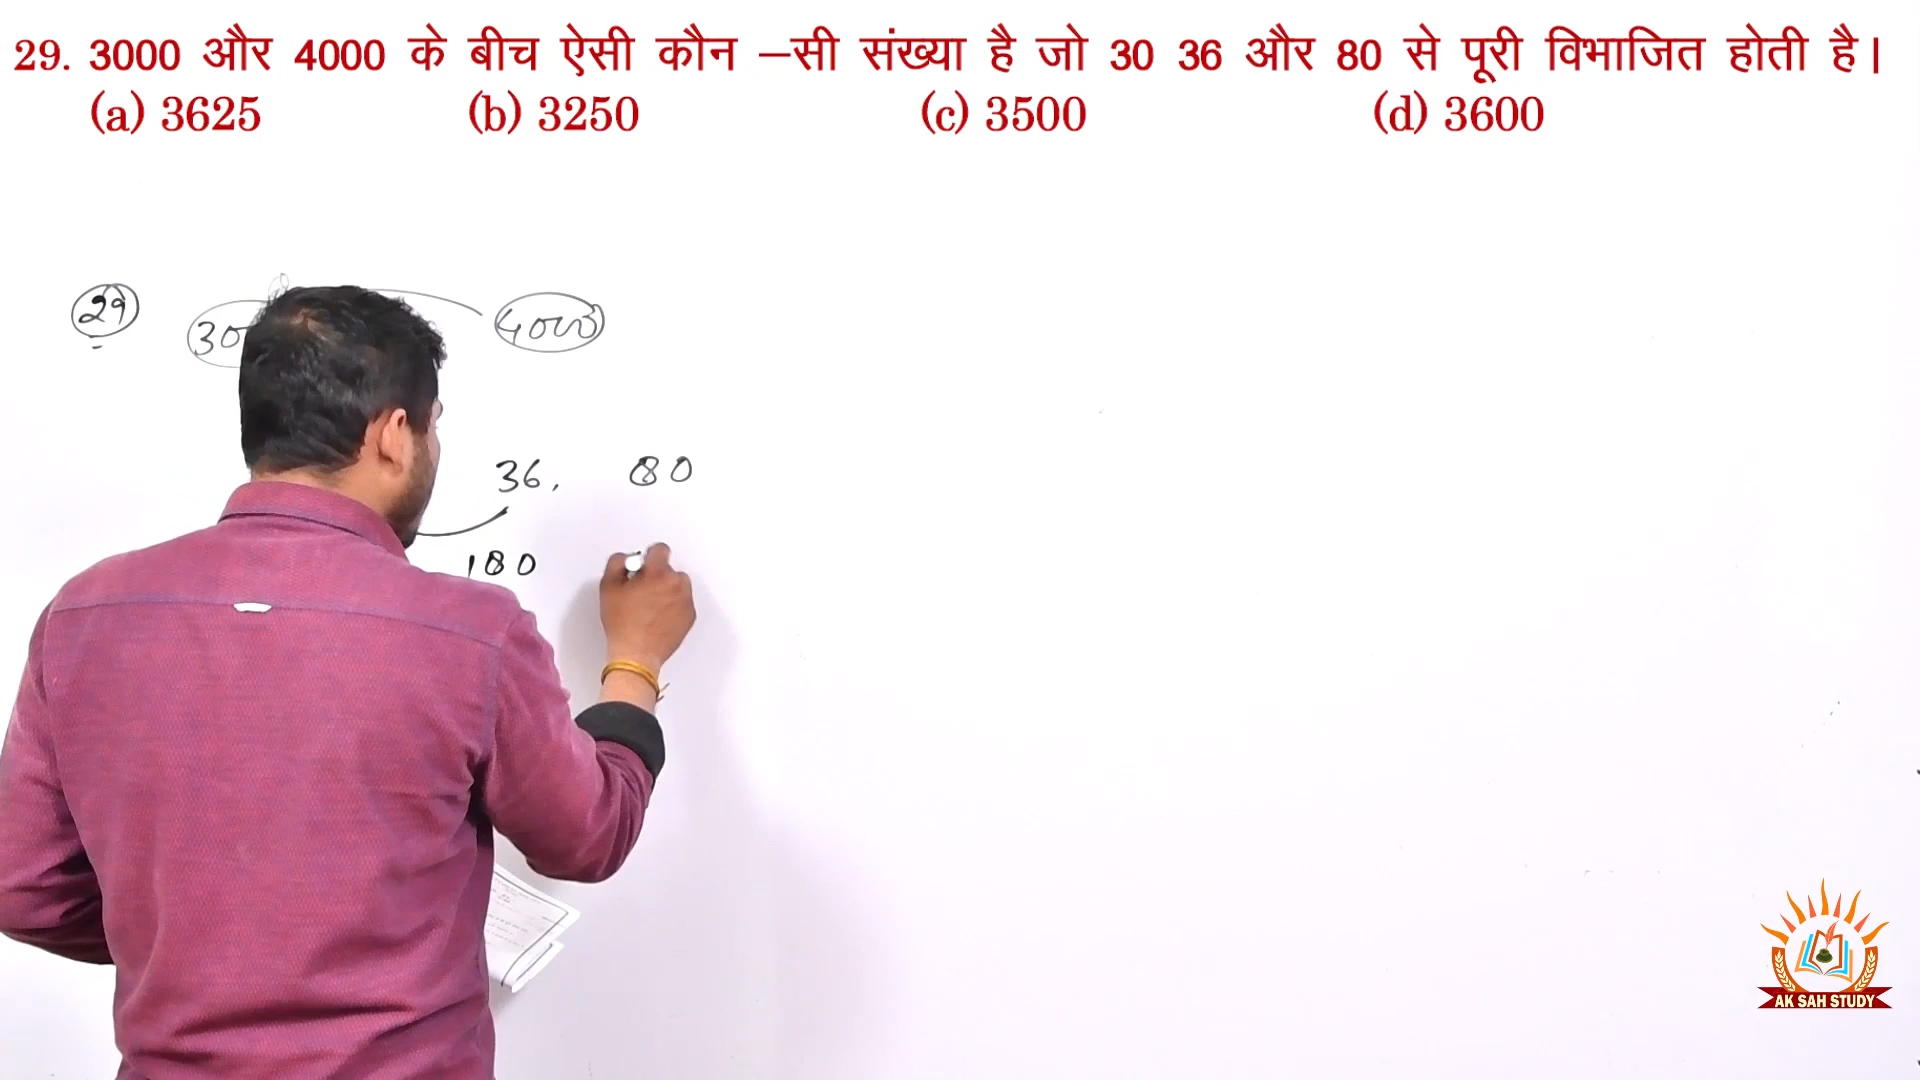 29. 3000 और 4000 के बीच ऐसी कौन –सी संख्या है जो 30 36 और 80 से पूरी विभाजित होती है।
(a) 3625 (b) 3250 (c) 3500 (d) 3600
29 4000
36, 80
180
AK SAH STUDY